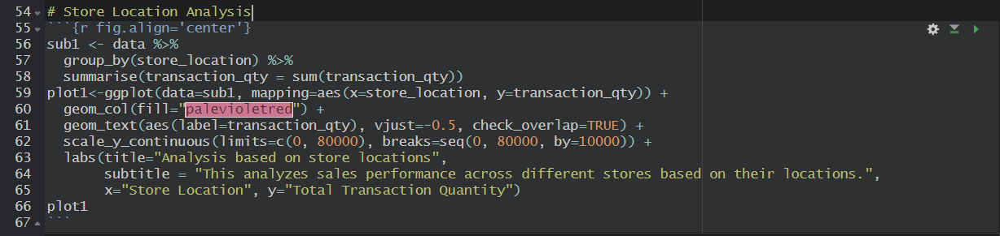 54 # Store Location Analysis
55 ```{r fig.align='center'}
56 sub1 <- data %>%
57   group_by(store_location) %>%
58   summarise(transaction_qty = sum(transaction_qty))
59 plot1<-ggplot(data=sub1, mapping=aes(x=store_location, y=transaction_qty)) +
60   geom_col(fill="palevioletred") +
61   geom_text(aes(label=transaction_qty), vjust=-0.5, check_overlap=TRUE) +
62   scale_y_continuous(limits=c(0, 80000), breaks=seq(0, 80000, by=10000)) +
63   labs(title="Analysis based on store locations",
64        subtitle = "This analyzes sales performance across different stores based on their locations.",
65        x="Store Location", y="Total Transaction Quantity")
66 plot1
67 ```